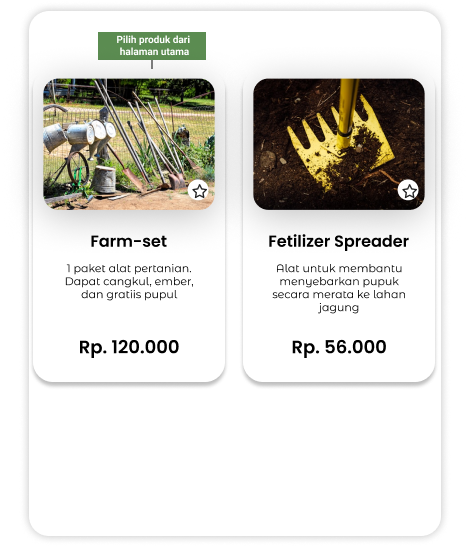 Pilih produk dari
halaman utama
Farm-set
1 paket alat pertanian.
Dapat cangkul, ember,
dan gratiis pupul
Rp. 120.000
Fetilizer Spreader
Alat untuk membantu
menyebarkan pupuk
secara merata ke lahan
jagung
Rp. 56.000